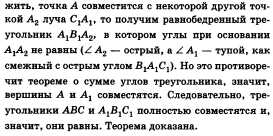 жить, точка A совместится с некоторой другой точ-
кой A₂ луча C₁A₁, то получим равнобедренный тре-
угольник A₁B₁A₂, в котором углы при основании
A₁A₂ не равны (∠ A₂ — острый, а ∠ A₁ — тупой, как
смежный с острым углом B₁A₁C₁). Но это противоре-
чит теореме о сумме углов треугольника, значит,
вершины A и A₁ совместятся. Следовательно, тре-
угольники ABC и A₁B₁C₁ полностью совместятся и,
значит, они равны. Теорема доказана.